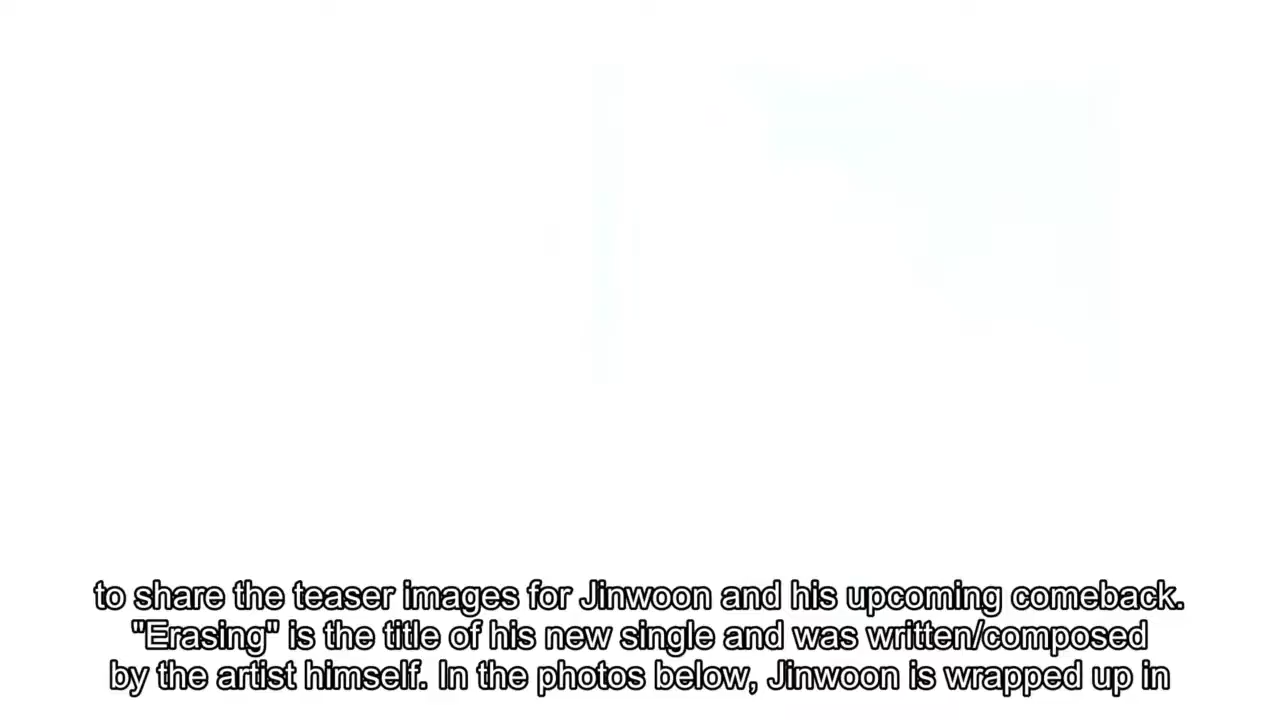 to share the teaser images for Jinwoon and his upcoming comeback.
"Erasing" is the title of his new single and was written/composed
by the artist himself. In the photos below, Jinwoon is wrapped up in